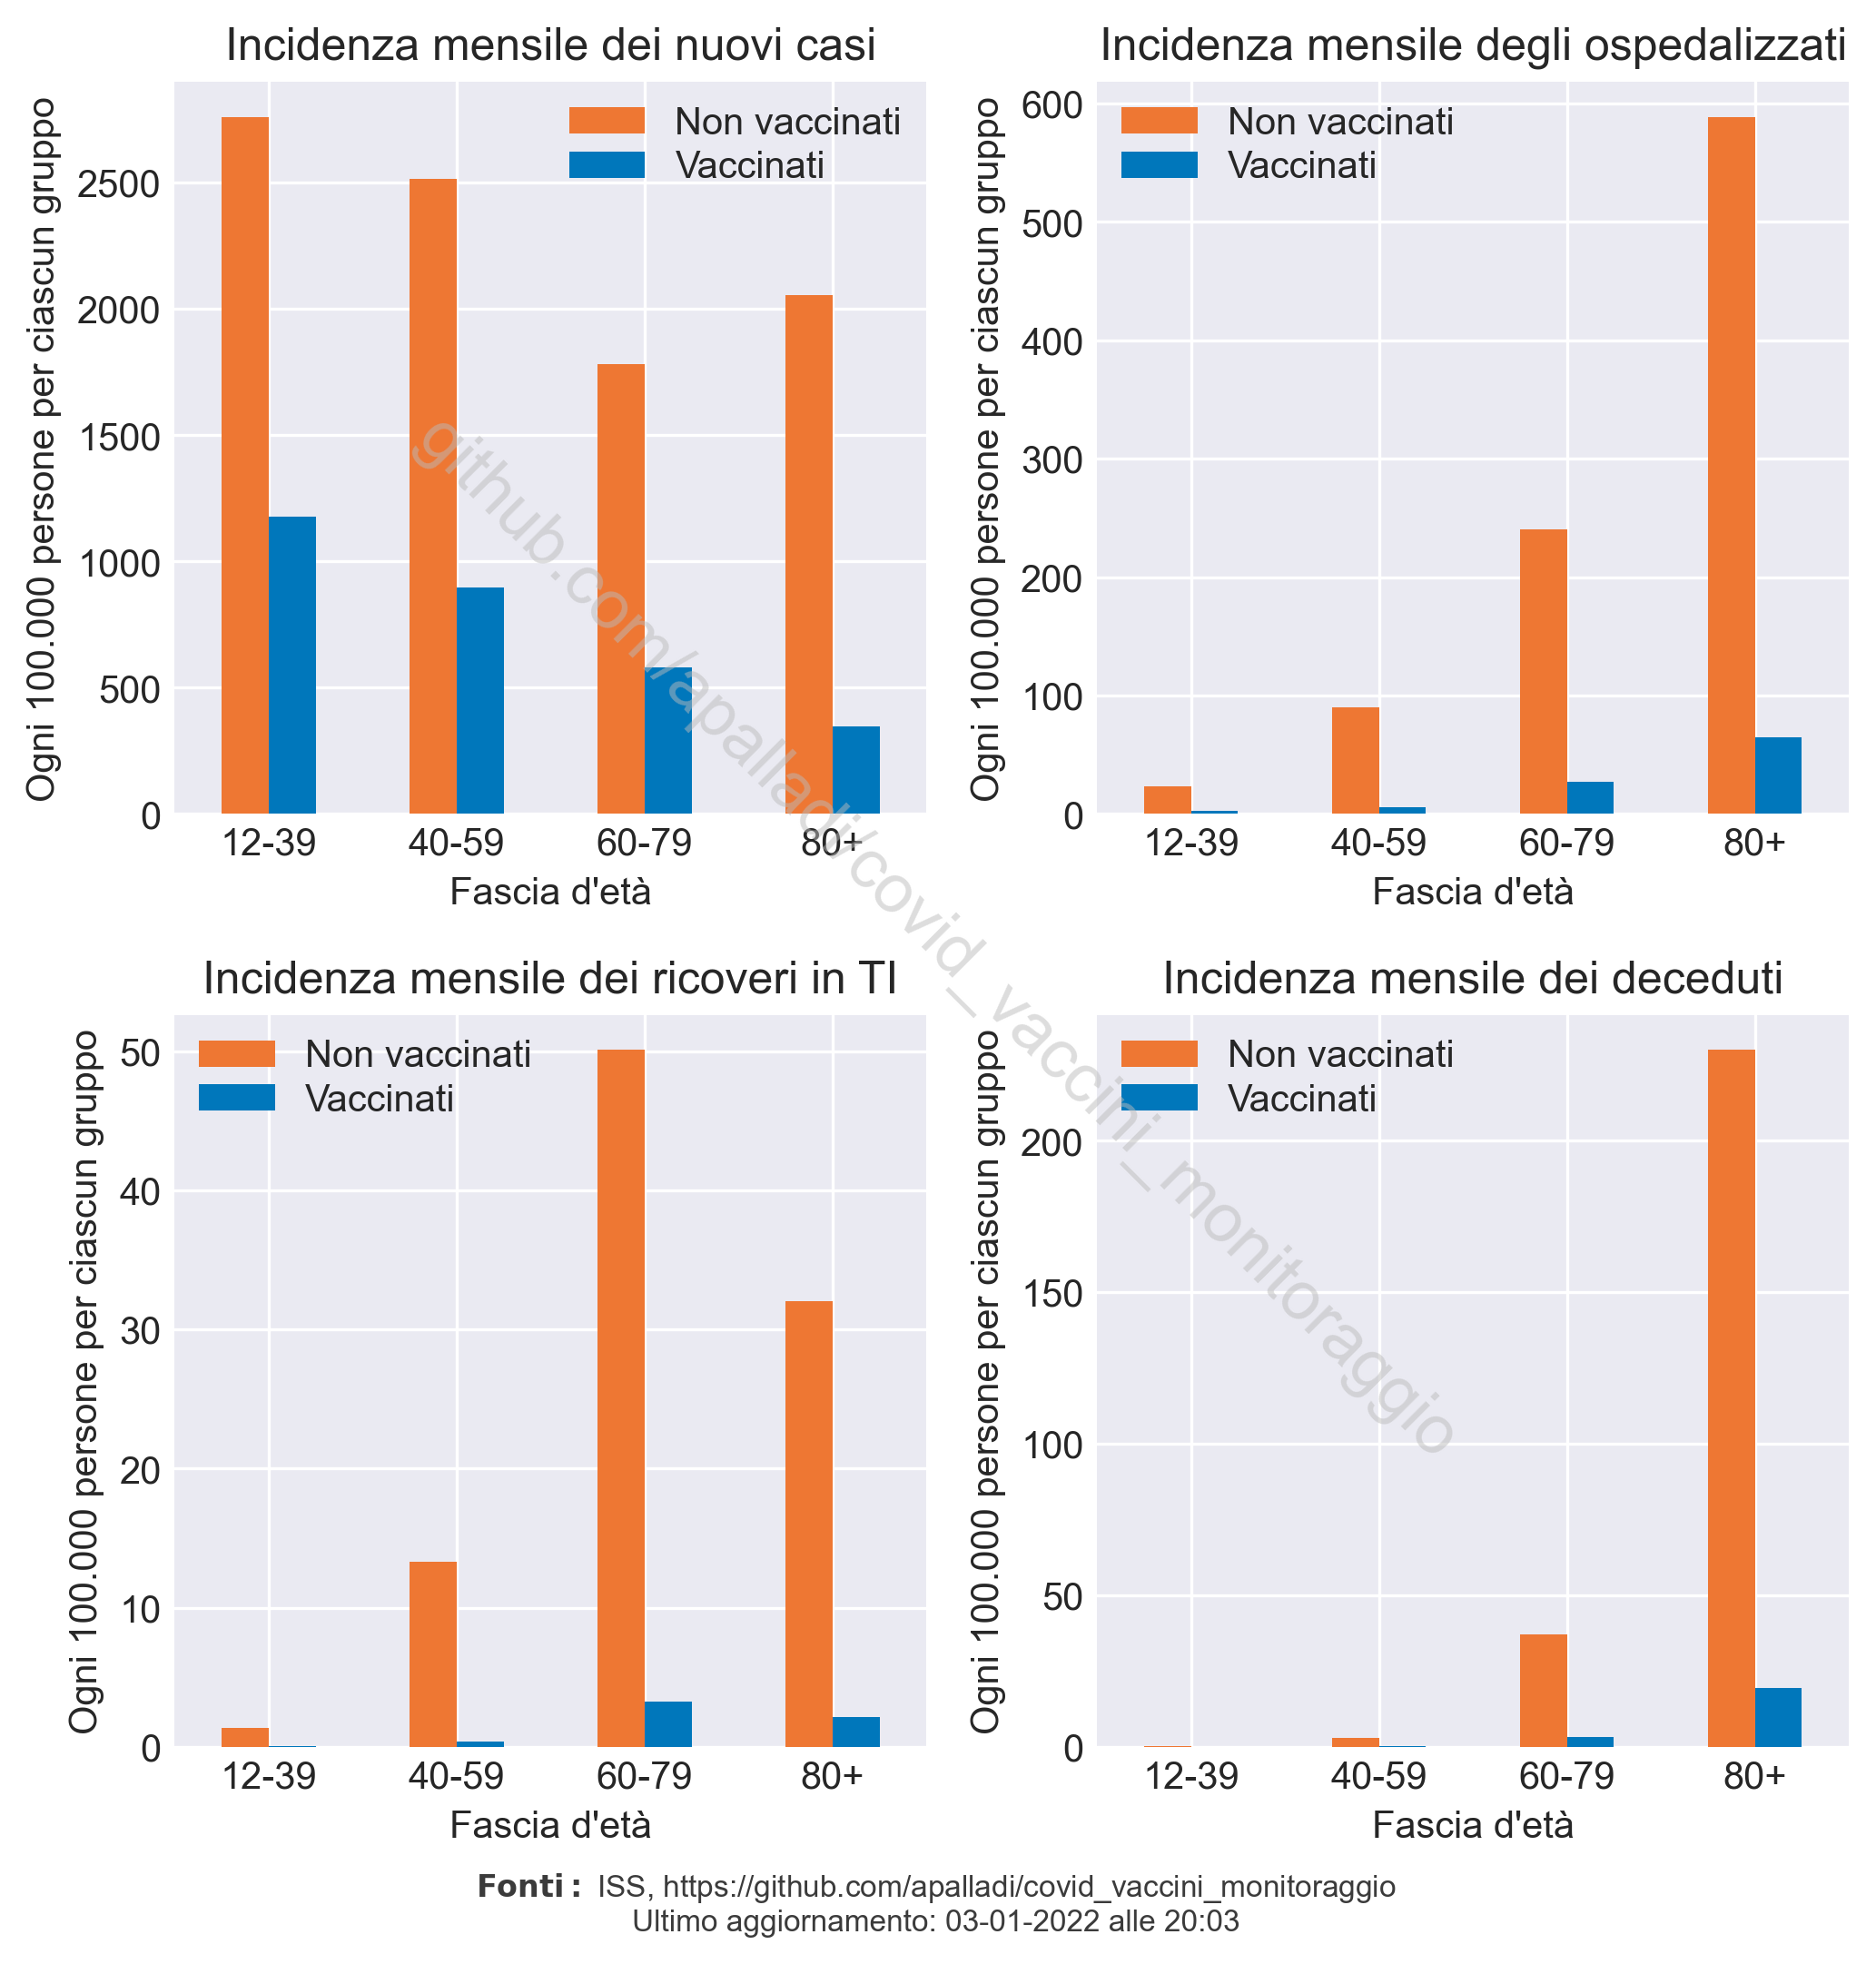 Incidenza mensile dei nuovi casi
Ogni 100.000 persone per ciascun gruppo
2500
2000
1500
1000
500
0
Non vaccinati
Vaccinati
12-39 40-59 60-79 80+
Fascia d'età
Incidenza mensile degli ospedalizzati
Ogni 100.000 persone per ciascun gruppo
600
500
400
300
200
100
0
Non vaccinati
Vaccinati
12-39 40-59 60-79 80+
Fascia d'età
Incidenza mensile dei ricoveri in TI
Ogni 100.000 persone per ciascun gruppo
50
40
30
20
10
0
Non vaccinati
Vaccinati
12-39 40-59 60-79 80+
Fascia d'età
Incidenza mensile dei deceduti
Ogni 100.000 persone per ciascun gruppo
200
150
100
50
0
Non vaccinati
Vaccinati
12-39 40-59 60-79 80+
Fascia d'età
github.com/apalladi/covid_vaccini_monitoraggio
Fonti: ISS, https://github.com/apalladi/covid_vaccini_monitoraggio
Ultimo aggiornamento: 03-01-2022 alle 20:03